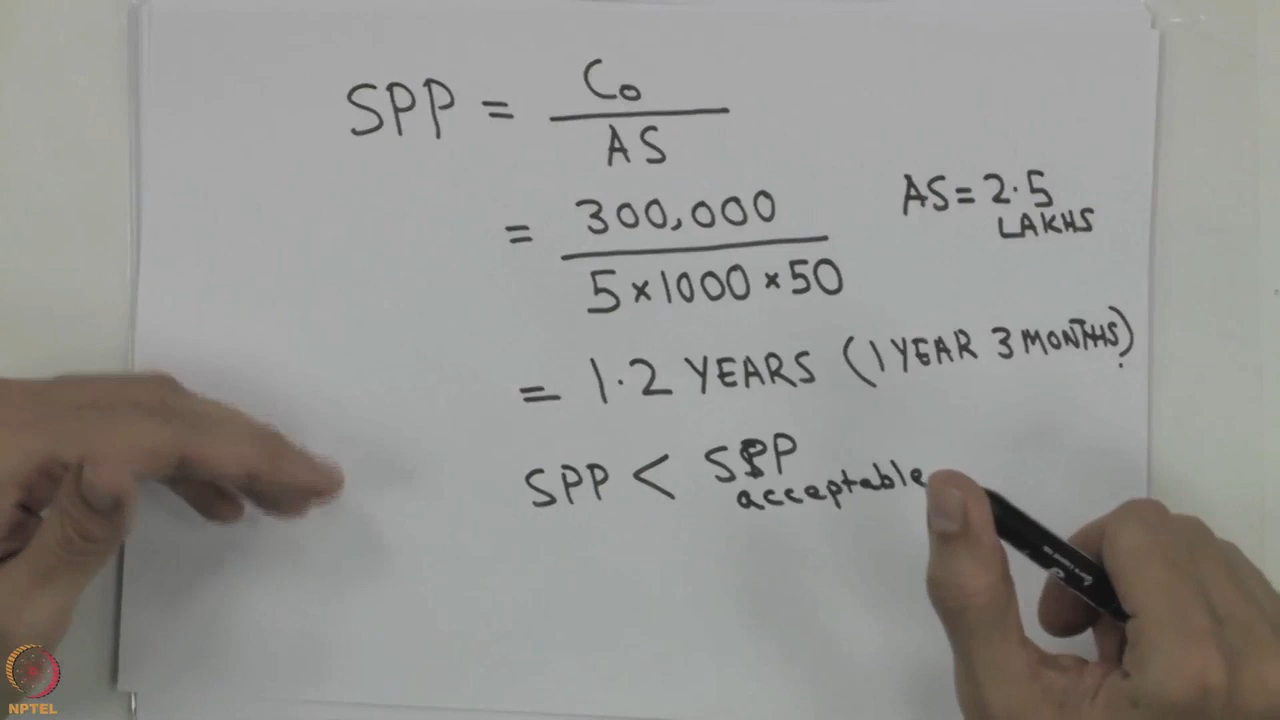 SPP = C₀ / AS
= 300,000 / 5×1000×50
AS = 2.5
LAKHS
= 1.2 YEARS (1 YEAR 3 MONTHS)
SPP < SPP acceptable
NPTEL